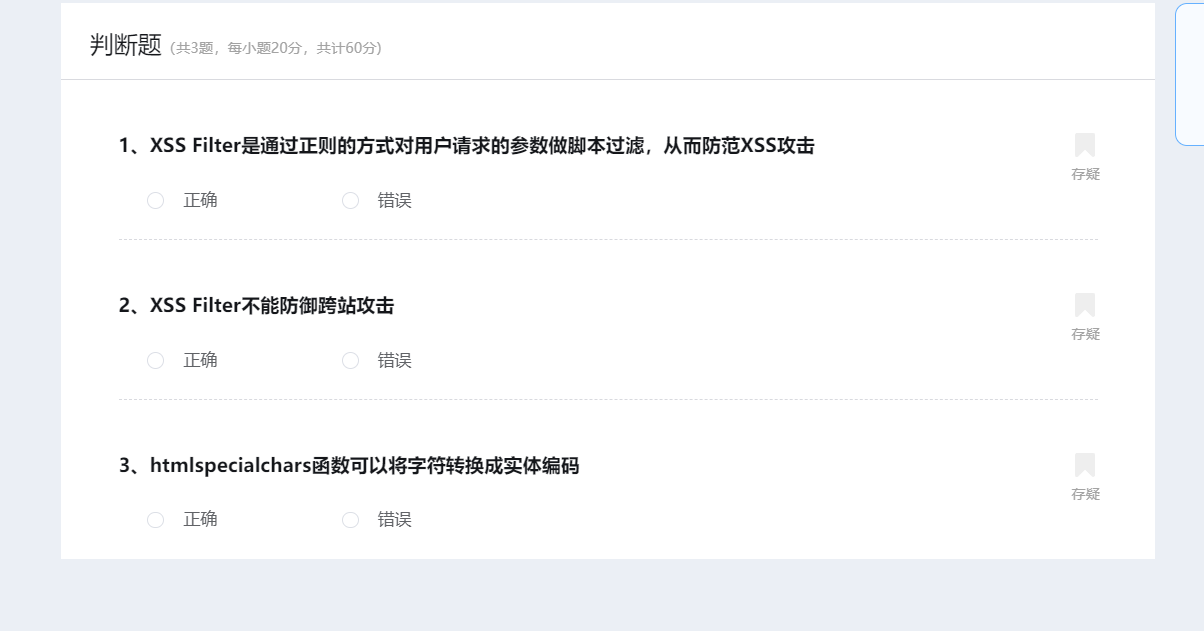 判断题 (共3题，每小题20分，共计60分)
1、XSS Filter是通过正则的方式对用户请求的参数做脚本过滤，从而防范XSS攻击
存疑
正确 错误
2、XSS Filter不能防御跨站攻击
存疑
正确 错误
3、htmlspecialchars函数可以将字符转换成实体编码
存疑
正确 错误